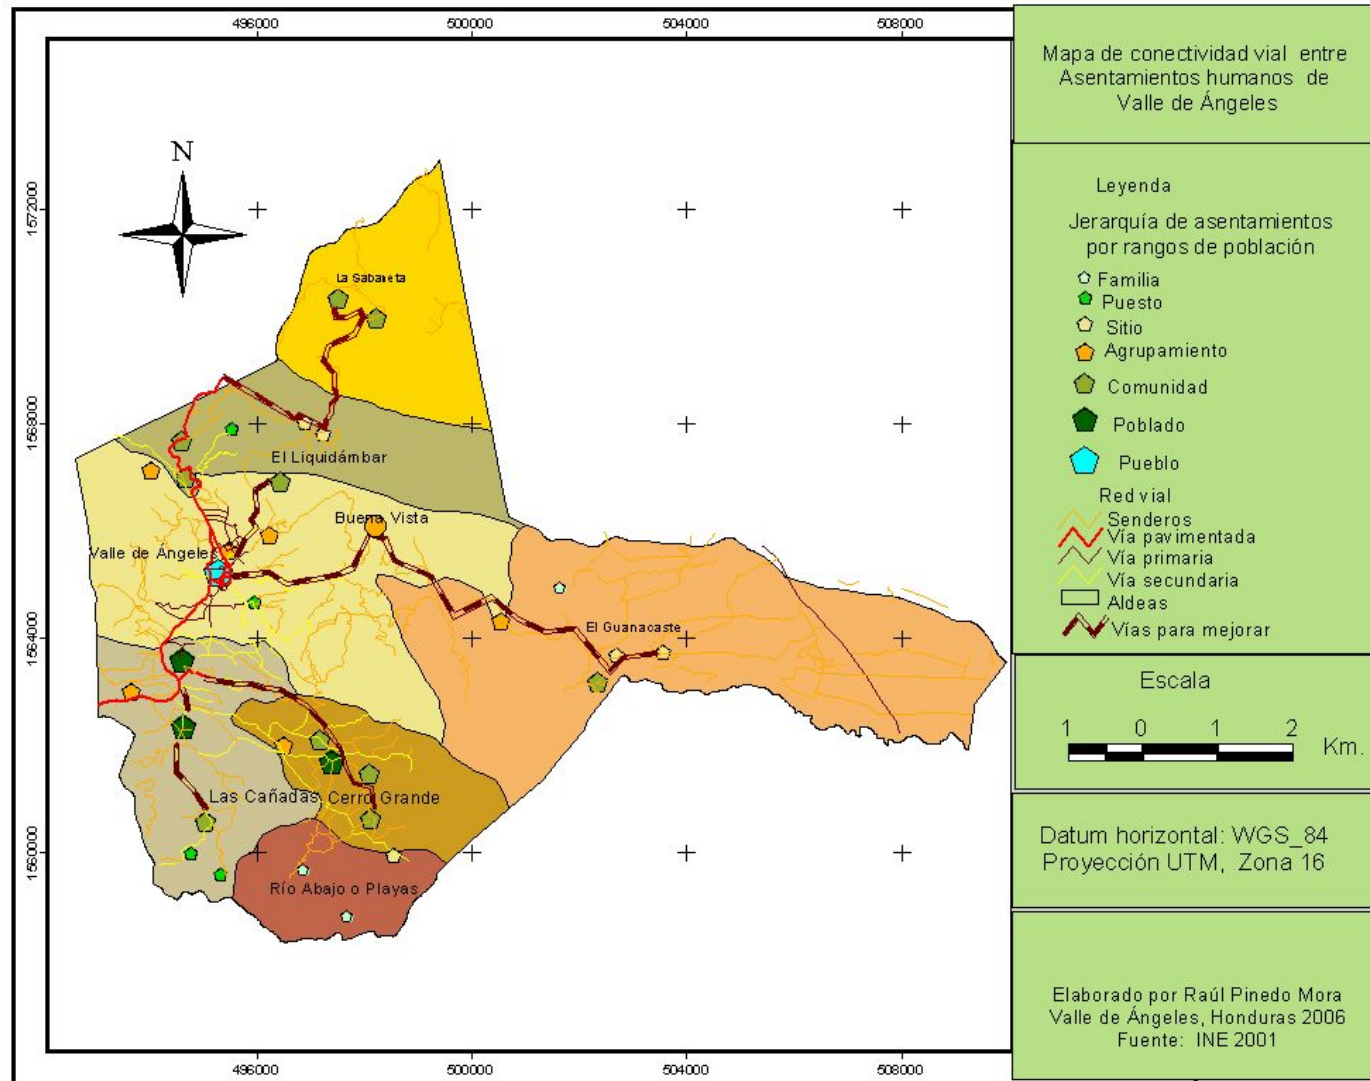 496000 500000 504000 508000
Mapa de conectividad vial entre
Asentamientos humanos de
Valle de Ángeles
N
1572000
1568000
1564000
1560000
La Sabaneta
El Liquidámbar
Buena Vista
Valle de Ángeles
El Guanacaste
Las Cañadas
Cerro Grande
Río Abajo o Playas
496000 500000 504000 508000
Leyenda
Jerarquía de asentamientos
por rangos de población
Familia
Puesto
Sitio
Agrupamiento
Comunidad
Poblado
Pueblo
Red vial
Senderos
Vía pavimentada
Vía primaria
Vía secundaria
Aldeas
Vías para mejorar
Escala
1 0 1 2
Km.
Datum horizontal: WGS_84
Proyección UTM, Zona 16
Elaborado por Raúl Pinedo Mora
Valle de Ángeles, Honduras 2006
Fuente: INE 2001